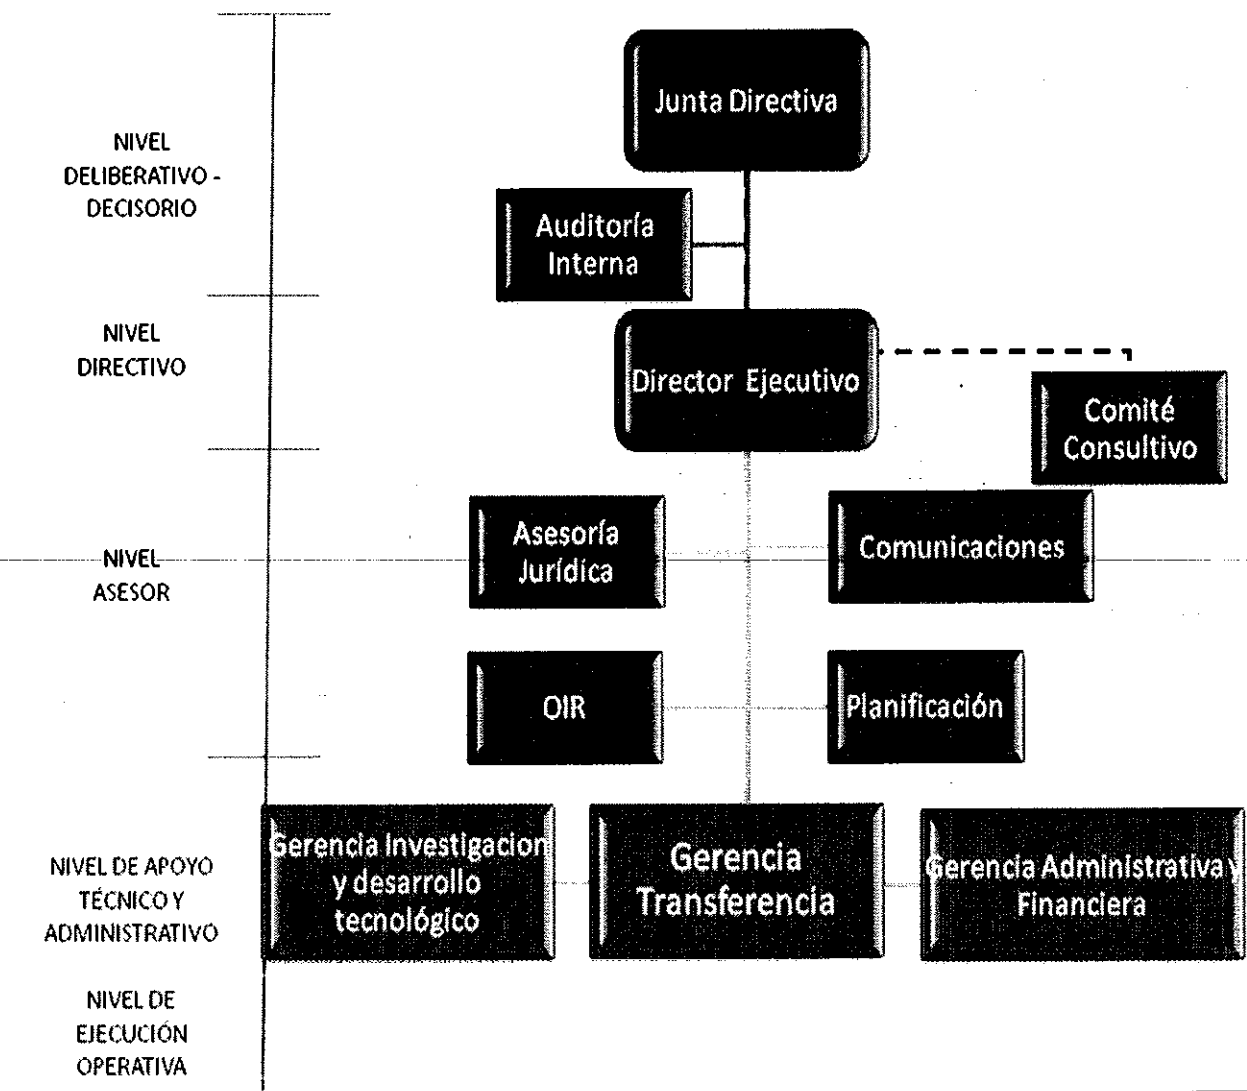 Junta Directiva
NIVEL
DELIBERATIVO -
DECISORIO
Auditoría
Interna
NIVEL
DIRECTIVO
Director Ejecutivo
Comité
Consultivo
NIVEL
ASESOR
Asesoría
Jurídica
Comunicaciones
OIR
Planificación
NIVEL DE APOYO
TÉCNICO Y
ADMINISTRATIVO
Gerencia Investigacion
y desarrollo
tecnológico
Gerencia
Transferencia
Gerencia Administrativa y
Financiera
NIVEL DE
EJECUCIÓN
OPERATIVA